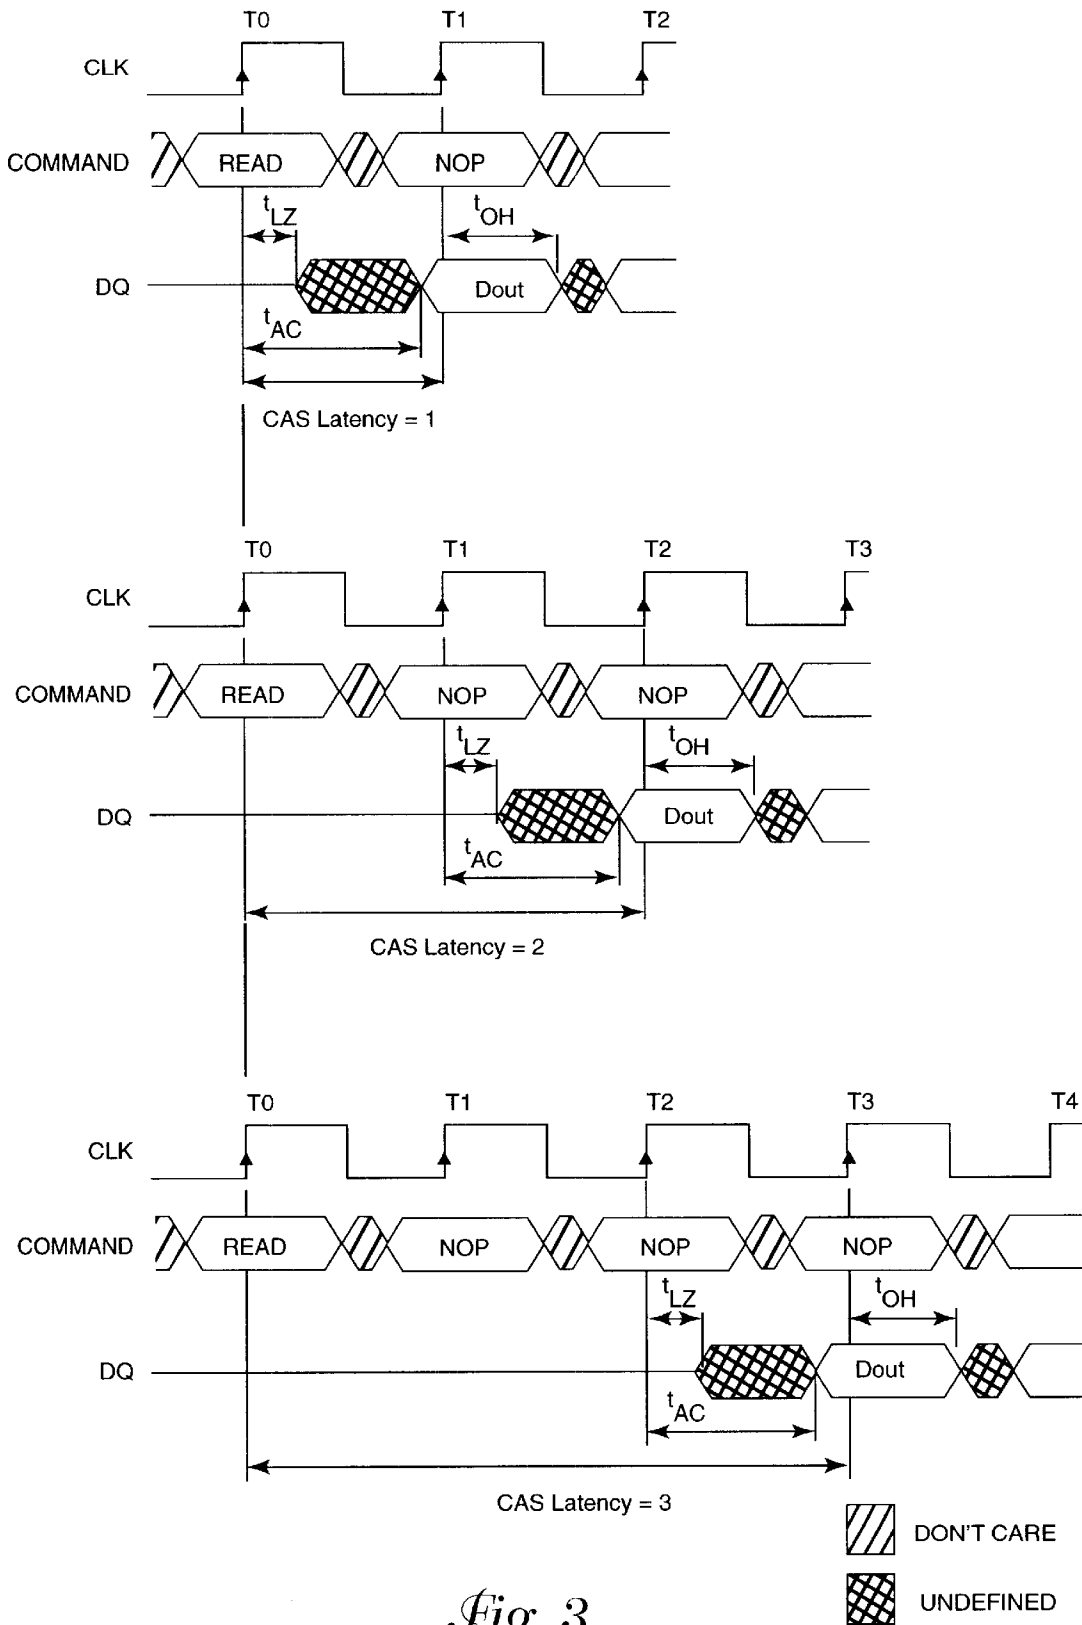 T0 T1 T2
CLK
COMMAND READ NOP
tLZ tOH
DQ Dout
tAC
CAS Latency = 1
T0 T1 T2 T3
CLK
COMMAND READ NOP NOP
tLZ tOH
DQ Dout
tAC
CAS Latency = 2
T0 T1 T2 T3 T4
CLK
COMMAND READ NOP NOP NOP
tLZ tOH
DQ Dout
tAC
CAS Latency = 3
DON'T CARE
UNDEFINED
Fig. 3